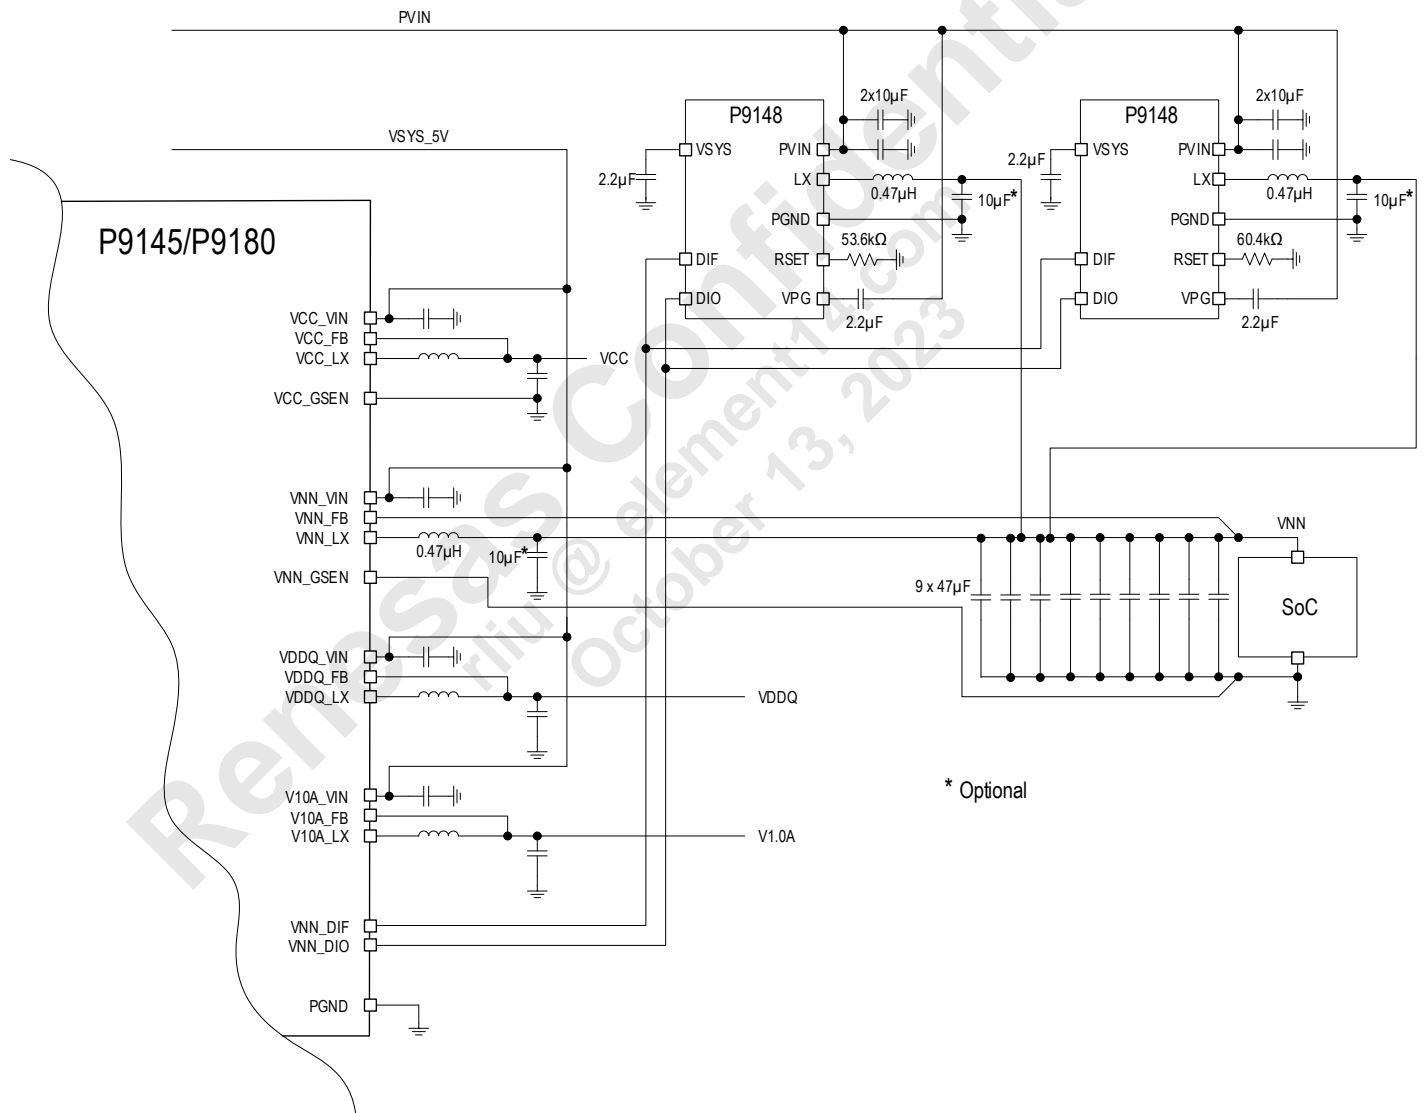 PVIN
VSYS_5V
P9145/P9180
VCC_VIN
VCC_FB
VCC_LX
VCC_GSEN
VCC
VNN_VIN
VNN_FB
VNN_LX
VNN_GSEN
0.47µH
10µF*
VDDQ_VIN
VDDQ_FB
VDDQ_LX
VDDQ
V10A_VIN
V10A_FB
V10A_LX
V1.0A
VNN_DIF
VNN_DIO
PGND
P9148
VSYS
PVIN
LX
PGND
DIF
RSET
DIO
VPG
2.2µF
2x10µF
0.47µH
10µF*
53.6kΩ
2.2µF
P9148
VSYS
PVIN
LX
PGND
DIF
RSET
DIO
VPG
2.2µF
2x10µF
0.47µH
10µF*
60.4kΩ
2.2µF
9 x 47µF
VNN
SoC
* Optional
Renesas Confidenti
rliu @ element14.com
October 13, 2023